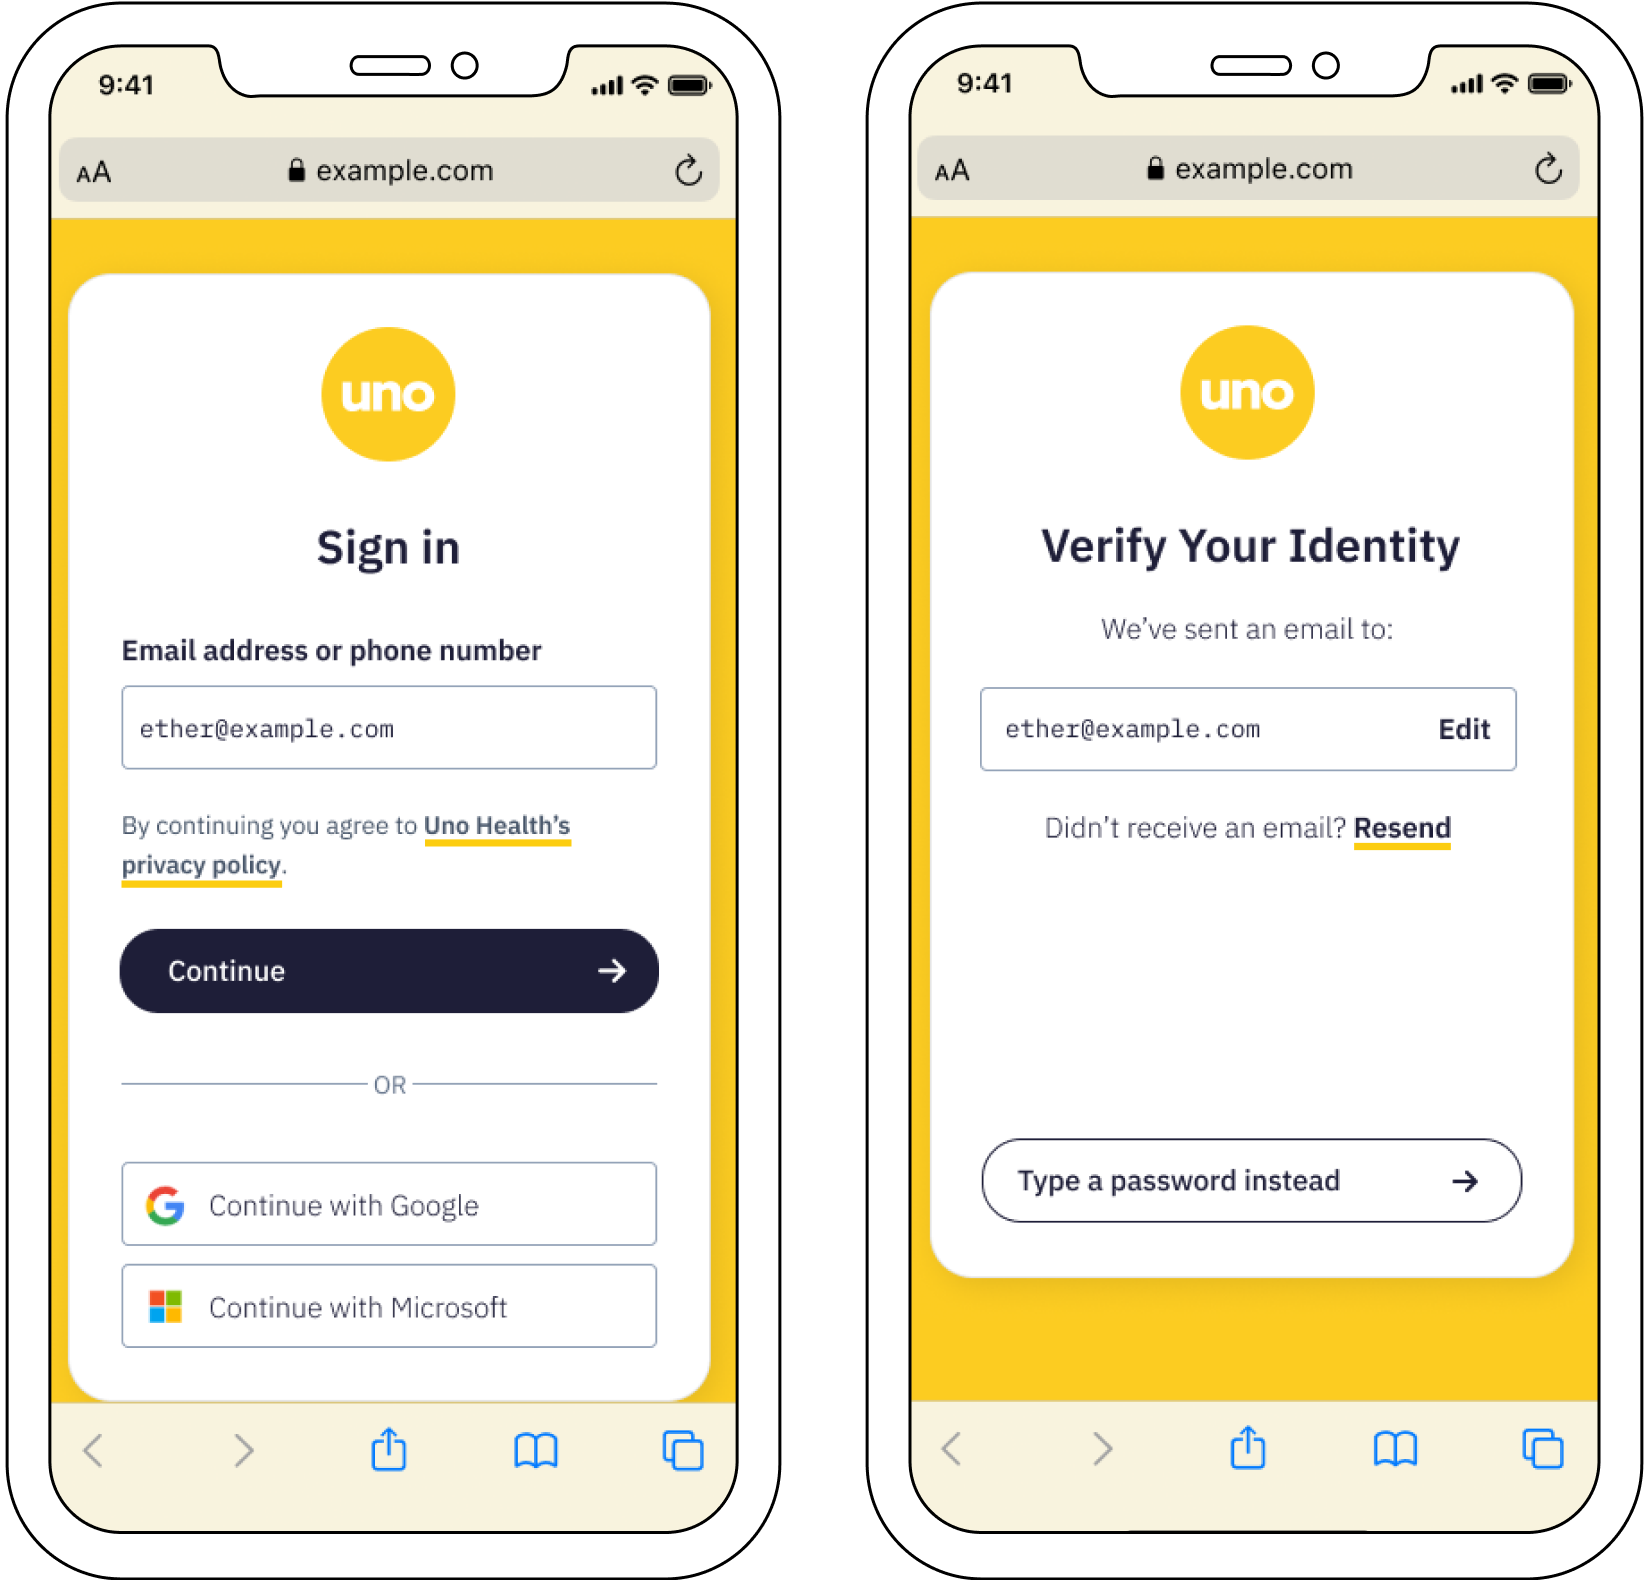 9:41
AA
example.com
uno
Sign in
Email address or phone number
ether@example.com
By continuing you agree to Uno Health’s
privacy policy.
Continue
OR
Continue with Google
Continue with Microsoft
9:41
AA
example.com
uno
Verify Your Identity
We’ve sent an email to:
ether@example.com Edit
Didn’t receive an email? Resend
Type a password instead